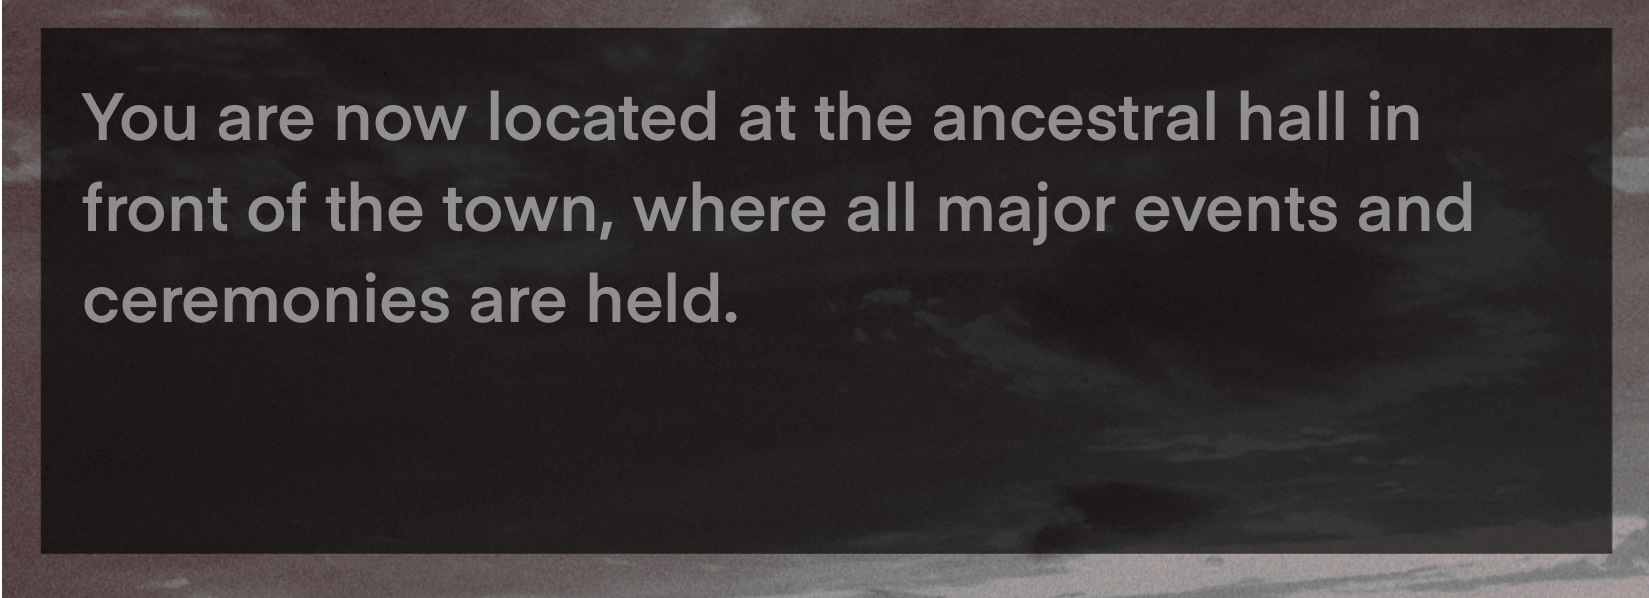 You are now located at the ancestral hall in
front of the town, where all major events and
ceremonies are held.